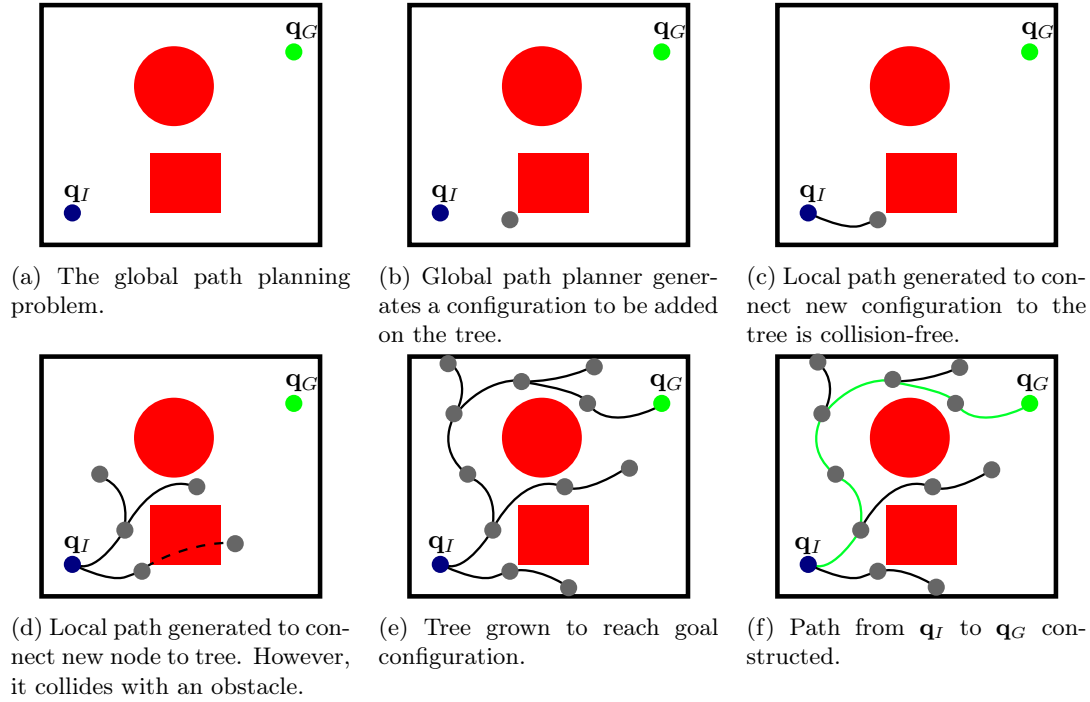 q_G
q_I
(a) The global path planning
problem.
q_G
q_I
(b) Global path planner gener-
ates a configuration to be added
on the tree.
q_G
q_I
(c) Local path generated to con-
nect new configuration to the
tree is collision-free.
q_G
q_I
(d) Local path generated to con-
nect new node to tree. However,
it collides with an obstacle.
q_G
q_I
(e) Tree grown to reach goal
configuration.
q_G
q_I
(f) Path from q_I to q_G con-
structed.